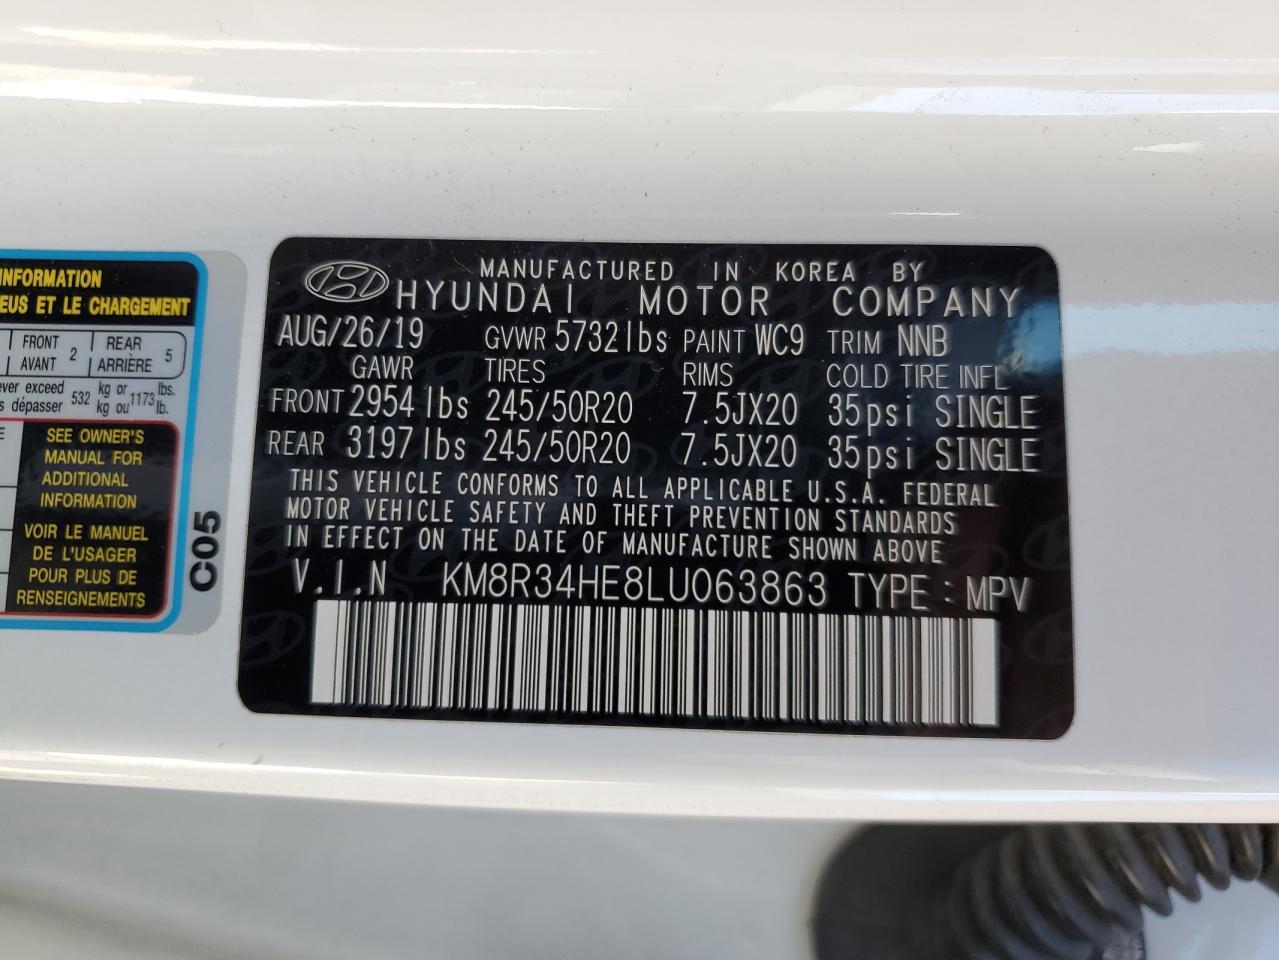 INFORMATION
EUS ET LE CHARGEMENT
FRONT
AVANT 2
REAR
ARRIÈRE 5
ever exceed 532 kg or 1173 lbs.
s dépasser kg ou lb.
SEE OWNER'S
MANUAL FOR
ADDITIONAL
INFORMATION
VOIR LE MANUEL
DE L'USAGER
POUR PLUS DE
RENSEIGNEMENTS
C05
MANUFACTURED IN KOREA BY
HYUNDAI MOTOR COMPANY
AUG/26/19 GVWR 5732lbs PAINT WC9 TRIM NNB
GAWR TIRES RIMS COLD TIRE INFL
FRONT 2954lbs 245/50R20 7.5JX20 35psi SINGLE
REAR 3197lbs 245/50R20 7.5JX20 35psi SINGLE
THIS VEHICLE CONFORMS TO ALL APPLICABLE U.S.A. FEDERAL
MOTOR VEHICLE SAFETY AND THEFT PREVENTION STANDARDS
IN EFFECT ON THE DATE OF MANUFACTURE SHOWN ABOVE
V.I.N KM8R34HE8LU063863 TYPE : MPV